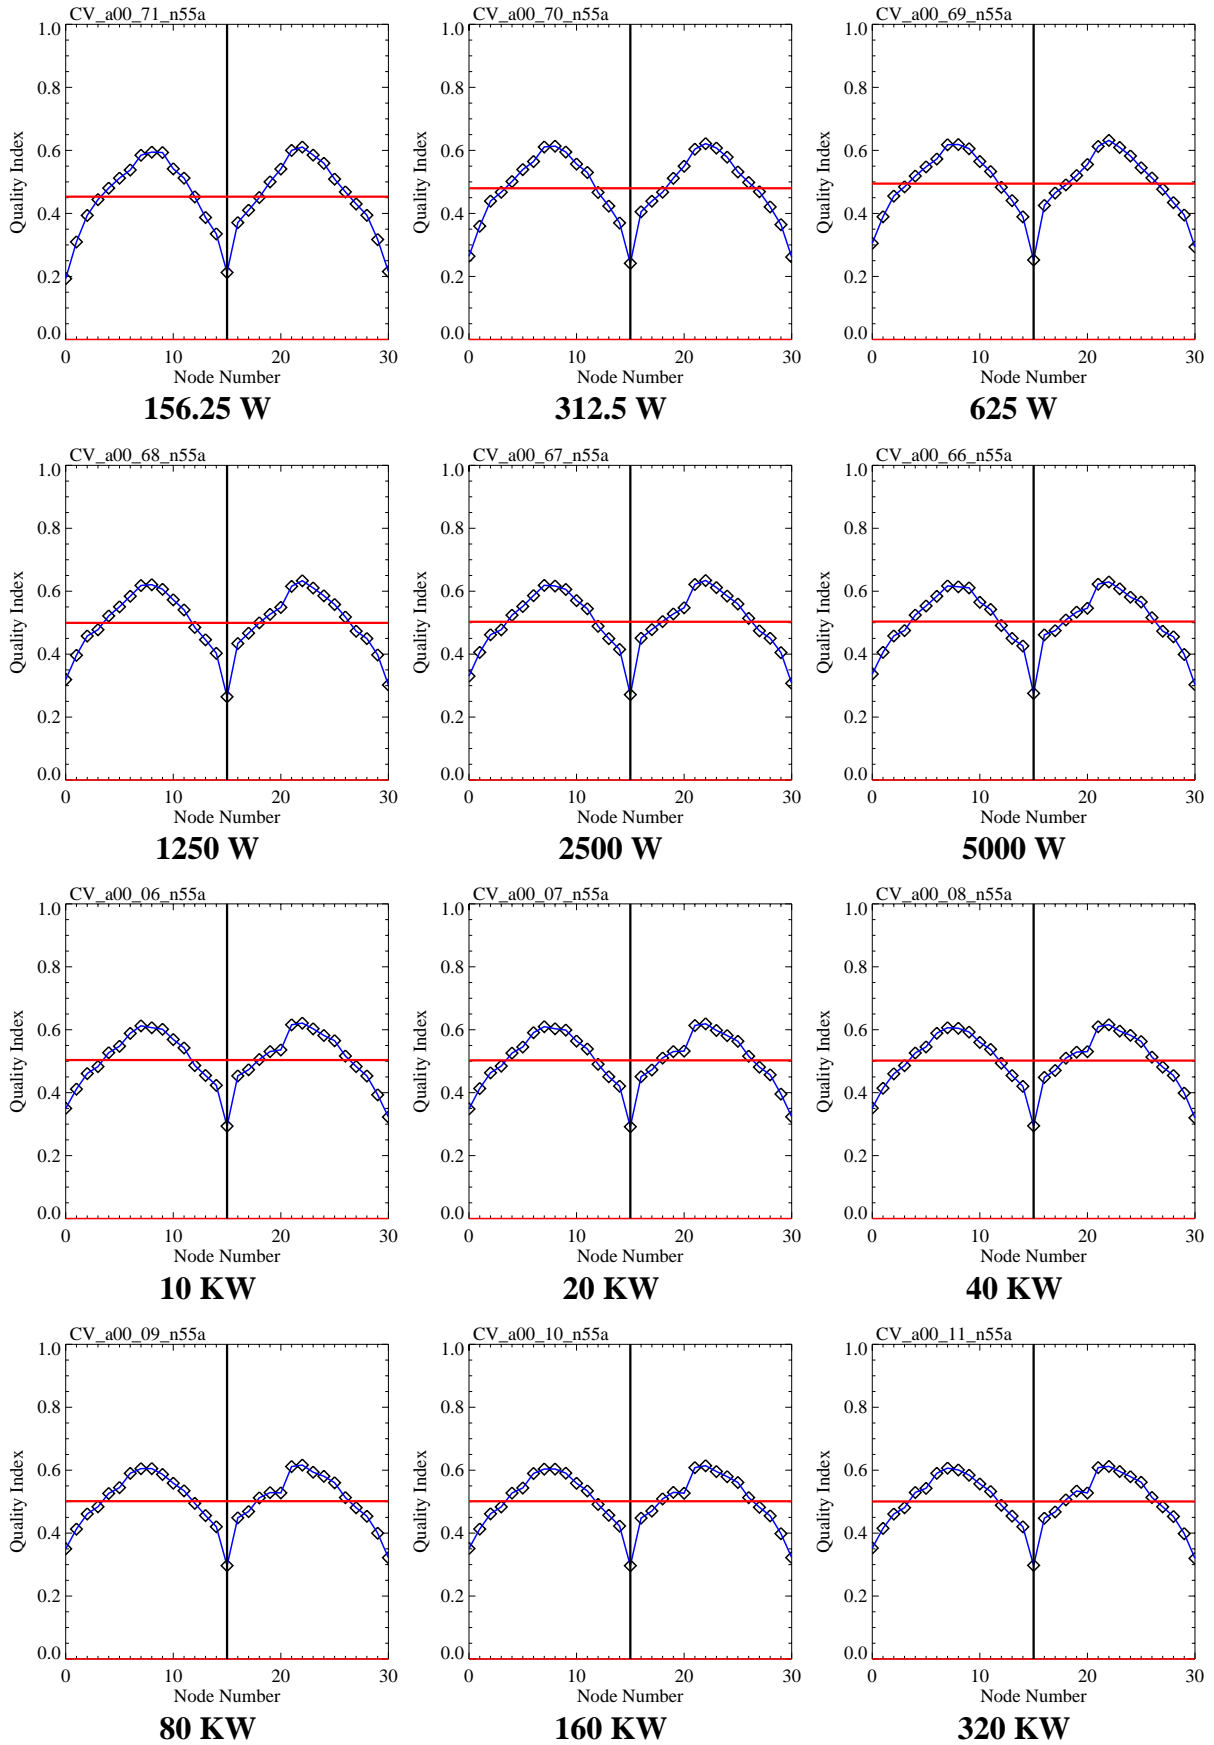 CV_a00_71_n55a CV_a00_70_n55a CV_a00_69_n55a
1.0 1.0 1.0
0.8 0.8 0.8
0.6 0.6 0.6
0.4 0.4 0.4
0.2 0.2 0.2
0.0 0.0 0.0
Quality Index Quality Index Quality Index
0 10 20 30 0 10 20 30 0 10 20 30
Node Number Node Number Node Number
156.25 W 312.5 W 625 W
CV_a00_68_n55a CV_a00_67_n55a CV_a00_66_n55a
1.0 1.0 1.0
0.8 0.8 0.8
0.6 0.6 0.6
0.4 0.4 0.4
0.2 0.2 0.2
0.0 0.0 0.0
Quality Index Quality Index Quality Index
0 10 20 30 0 10 20 30 0 10 20 30
Node Number Node Number Node Number
1250 W 2500 W 5000 W
CV_a00_06_n55a CV_a00_07_n55a CV_a00_08_n55a
1.0 1.0 1.0
0.8 0.8 0.8
0.6 0.6 0.6
0.4 0.4 0.4
0.2 0.2 0.2
0.0 0.0 0.0
Quality Index Quality Index Quality Index
0 10 20 30 0 10 20 30 0 10 20 30
Node Number Node Number Node Number
10 KW 20 KW 40 KW
CV_a00_09_n55a CV_a00_10_n55a CV_a00_11_n55a
1.0 1.0 1.0
0.8 0.8 0.8
0.6 0.6 0.6
0.4 0.4 0.4
0.2 0.2 0.2
0.0 0.0 0.0
Quality Index Quality Index Quality Index
0 10 20 30 0 10 20 30 0 10 20 30
Node Number Node Number Node Number
80 KW 160 KW 320 KW